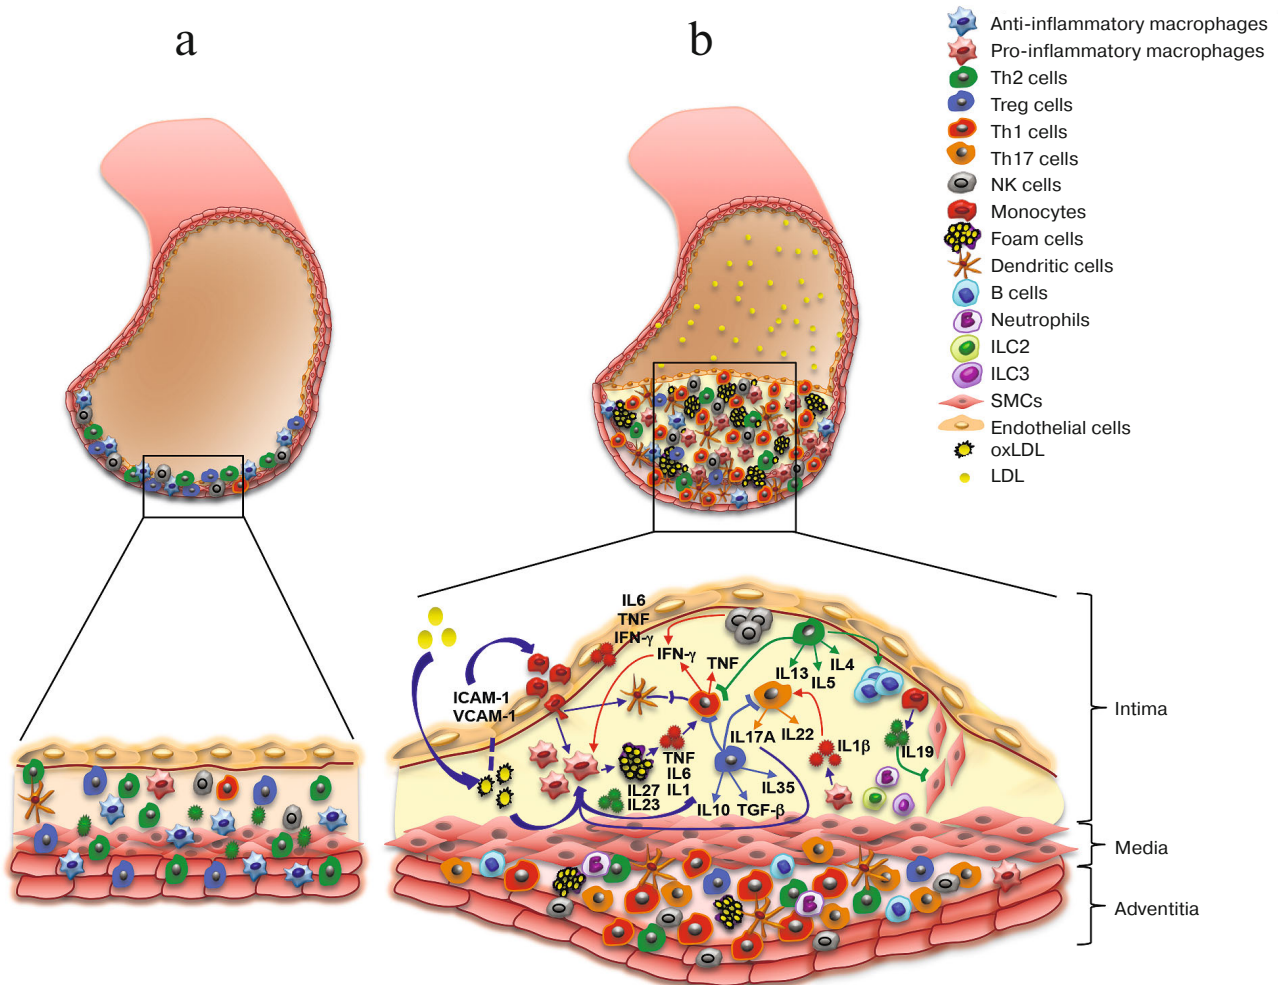 a
b
Anti-inflammatory macrophages
Pro-inflammatory macrophages
Th2 cells
Treg cells
Th1 cells
Th17 cells
NK cells
Monocytes
Foam cells
Dendritic cells
B cells
Neutrophils
ILC2
ILC3
SMCs
Endothelial cells
oxLDL
LDL
IL6
TNF
IFN-γ
IFN-γ
TNF
IL13
IL5
IL4
ICAM-1
VCAM-1
IL17A
IL22
IL1β
IL19
TNF
IL6
IL1
IL27
IL23
IL10
TGF-β
IL35
Intima
Media
Adventitia